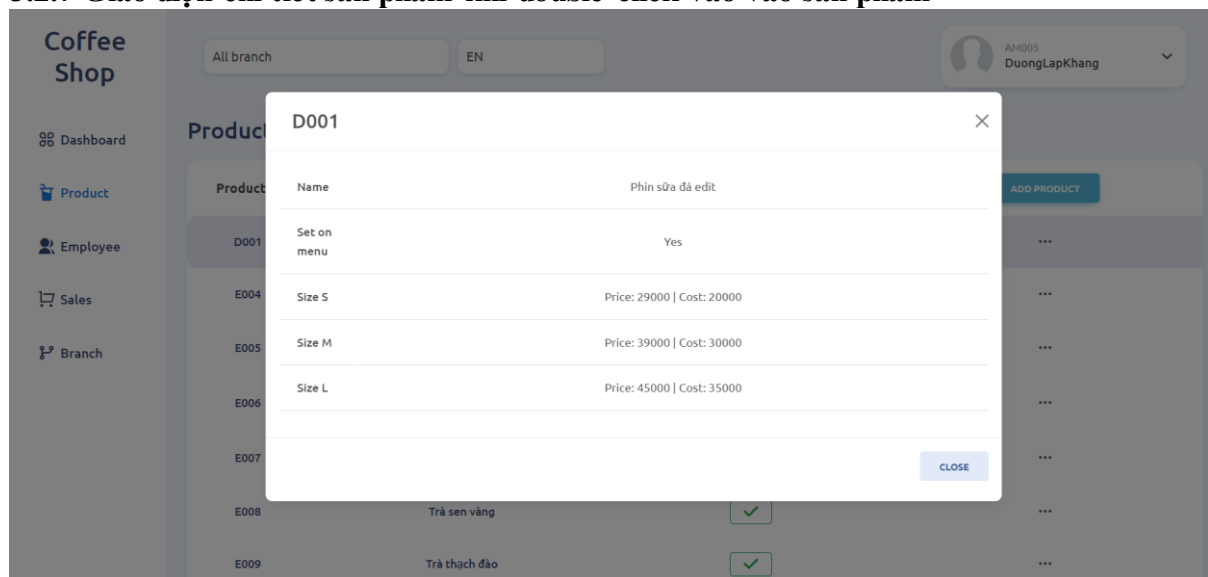 Coffee
Shop
All branch
EN
AM005
DuongLapKhang
Dashboard
Product
Employee
Sales
Branch
Product
ADD PRODUCT
D001
E004
E005
E006
E007
E008
Trà sen vàng
E009
Trà thạch đào
D001
Name
Phin sữa đá edit
Set on
menu
Yes
Size S
Price: 29000 | Cost: 20000
Size M
Price: 39000 | Cost: 30000
Size L
Price: 45000 | Cost: 35000
CLOSE